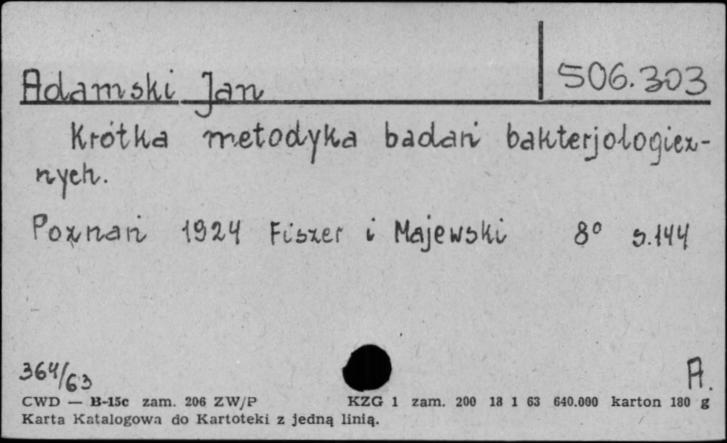 Adamski Jan 506.303
Krótka metodyka badań bakterjologicz-
nych.
Poznań 1924 Fiszer i Majewski 8° s.144
364/63 A.
CWD — B-15c zam. 206 ZW/P KZG 1 zam. 200 18 1 63 640.000 karton 180 g
Karta Katalogowa do Kartoteki z jedną linią.